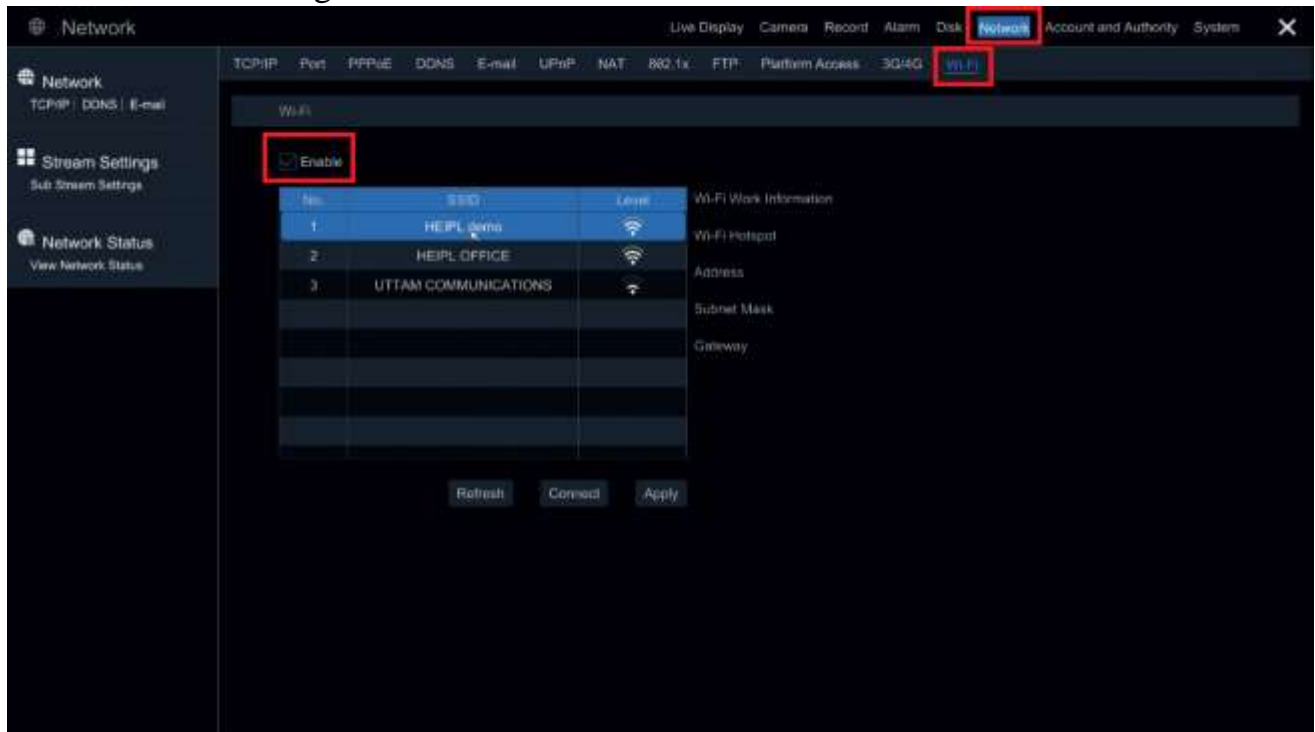 Network
Live Display Camera Record Alarm Disk Network Account and Authority System
TCP/IP Port PPPoE DDNS E-mail UPnP NAT 802.1x FTP Platform Access 3G/4G Wi-Fi
Network
TCP/IP | DDNS | E-mail
Stream Settings
Sub Stream Settings
Network Status
View Network Status
Wi-Fi
Enable
No. SSID Level
1 HEIPL demo
2 HEIPL OFFICE
3 UTTAM COMMUNICATIONS
Wi-Fi Work Information
Wi-Fi Hotspot
Address
Subnet Mask
Gateway
Refresh Connect Apply